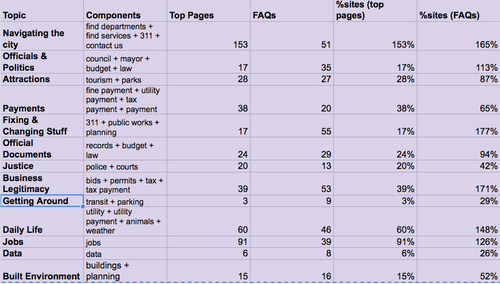 Topic Components Top Pages FAQs %sites (top pages) %sites (FAQs)
Navigating the city find departments + find services + 311 + contact us 153 51 153% 165%
Officials & Politics council + mayor + budget + law 17 35 17% 113%
Attractions tourism + parks 28 27 28% 87%
Payments fine payment + utility payment + tax payment + payment 38 20 38% 65%
Fixing & Changing Stuff 311 + public works + planning 17 55 17% 177%
Official Documents records + budget + law 24 29 24% 94%
Justice police + courts 20 13 20% 42%
Business Legitimacy bids + permits + tax + tax payment 39 53 39% 171%
Getting Around transit + parking 3 9 3% 29%
Daily Life utility + utility payment + animals + weather 60 46 60% 148%
Jobs jobs 91 39 91% 126%
Data data 6 8 6% 26%
Built Environment buildings + planning 15 16 15% 52%